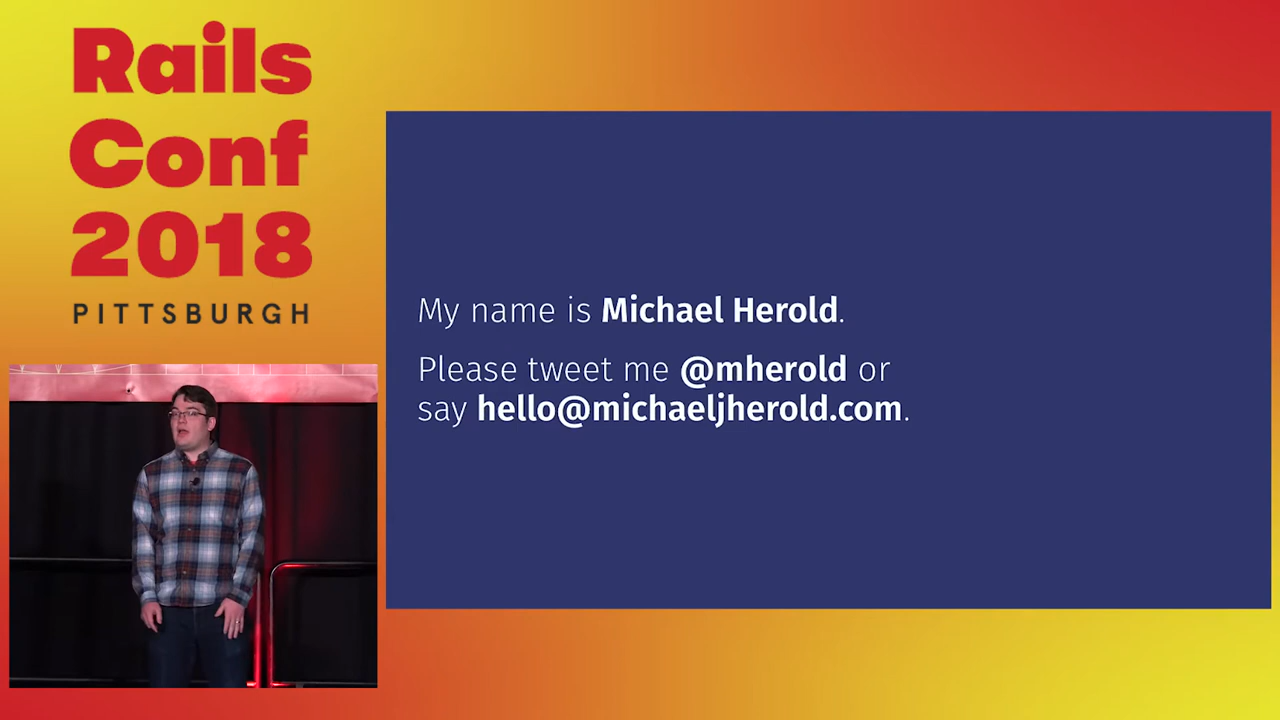 Rails
Conf
2018
PITTSBURGH
My name is Michael Herold.
Please tweet me @mherold or
say hello@michaeljherold.com.